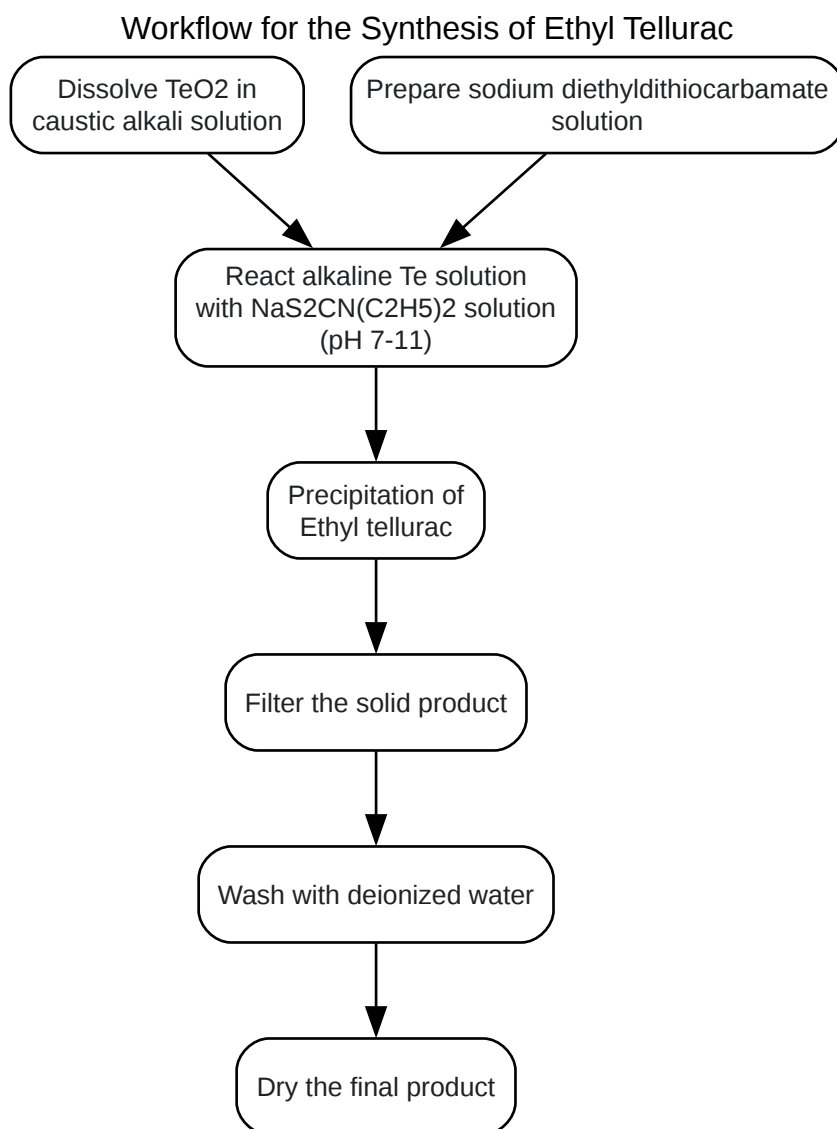 Workflow for the Synthesis of Ethyl Tellurac
Dissolve TeO2 in
caustic alkali solution
Prepare sodium diethyldithiocarbamate
solution
React alkaline Te solution
with NaS2CN(C2H5)2 solution
(pH 7-11)
Precipitation of
Ethyl tellurac
Filter the solid product
Wash with deionized water
Dry the final product